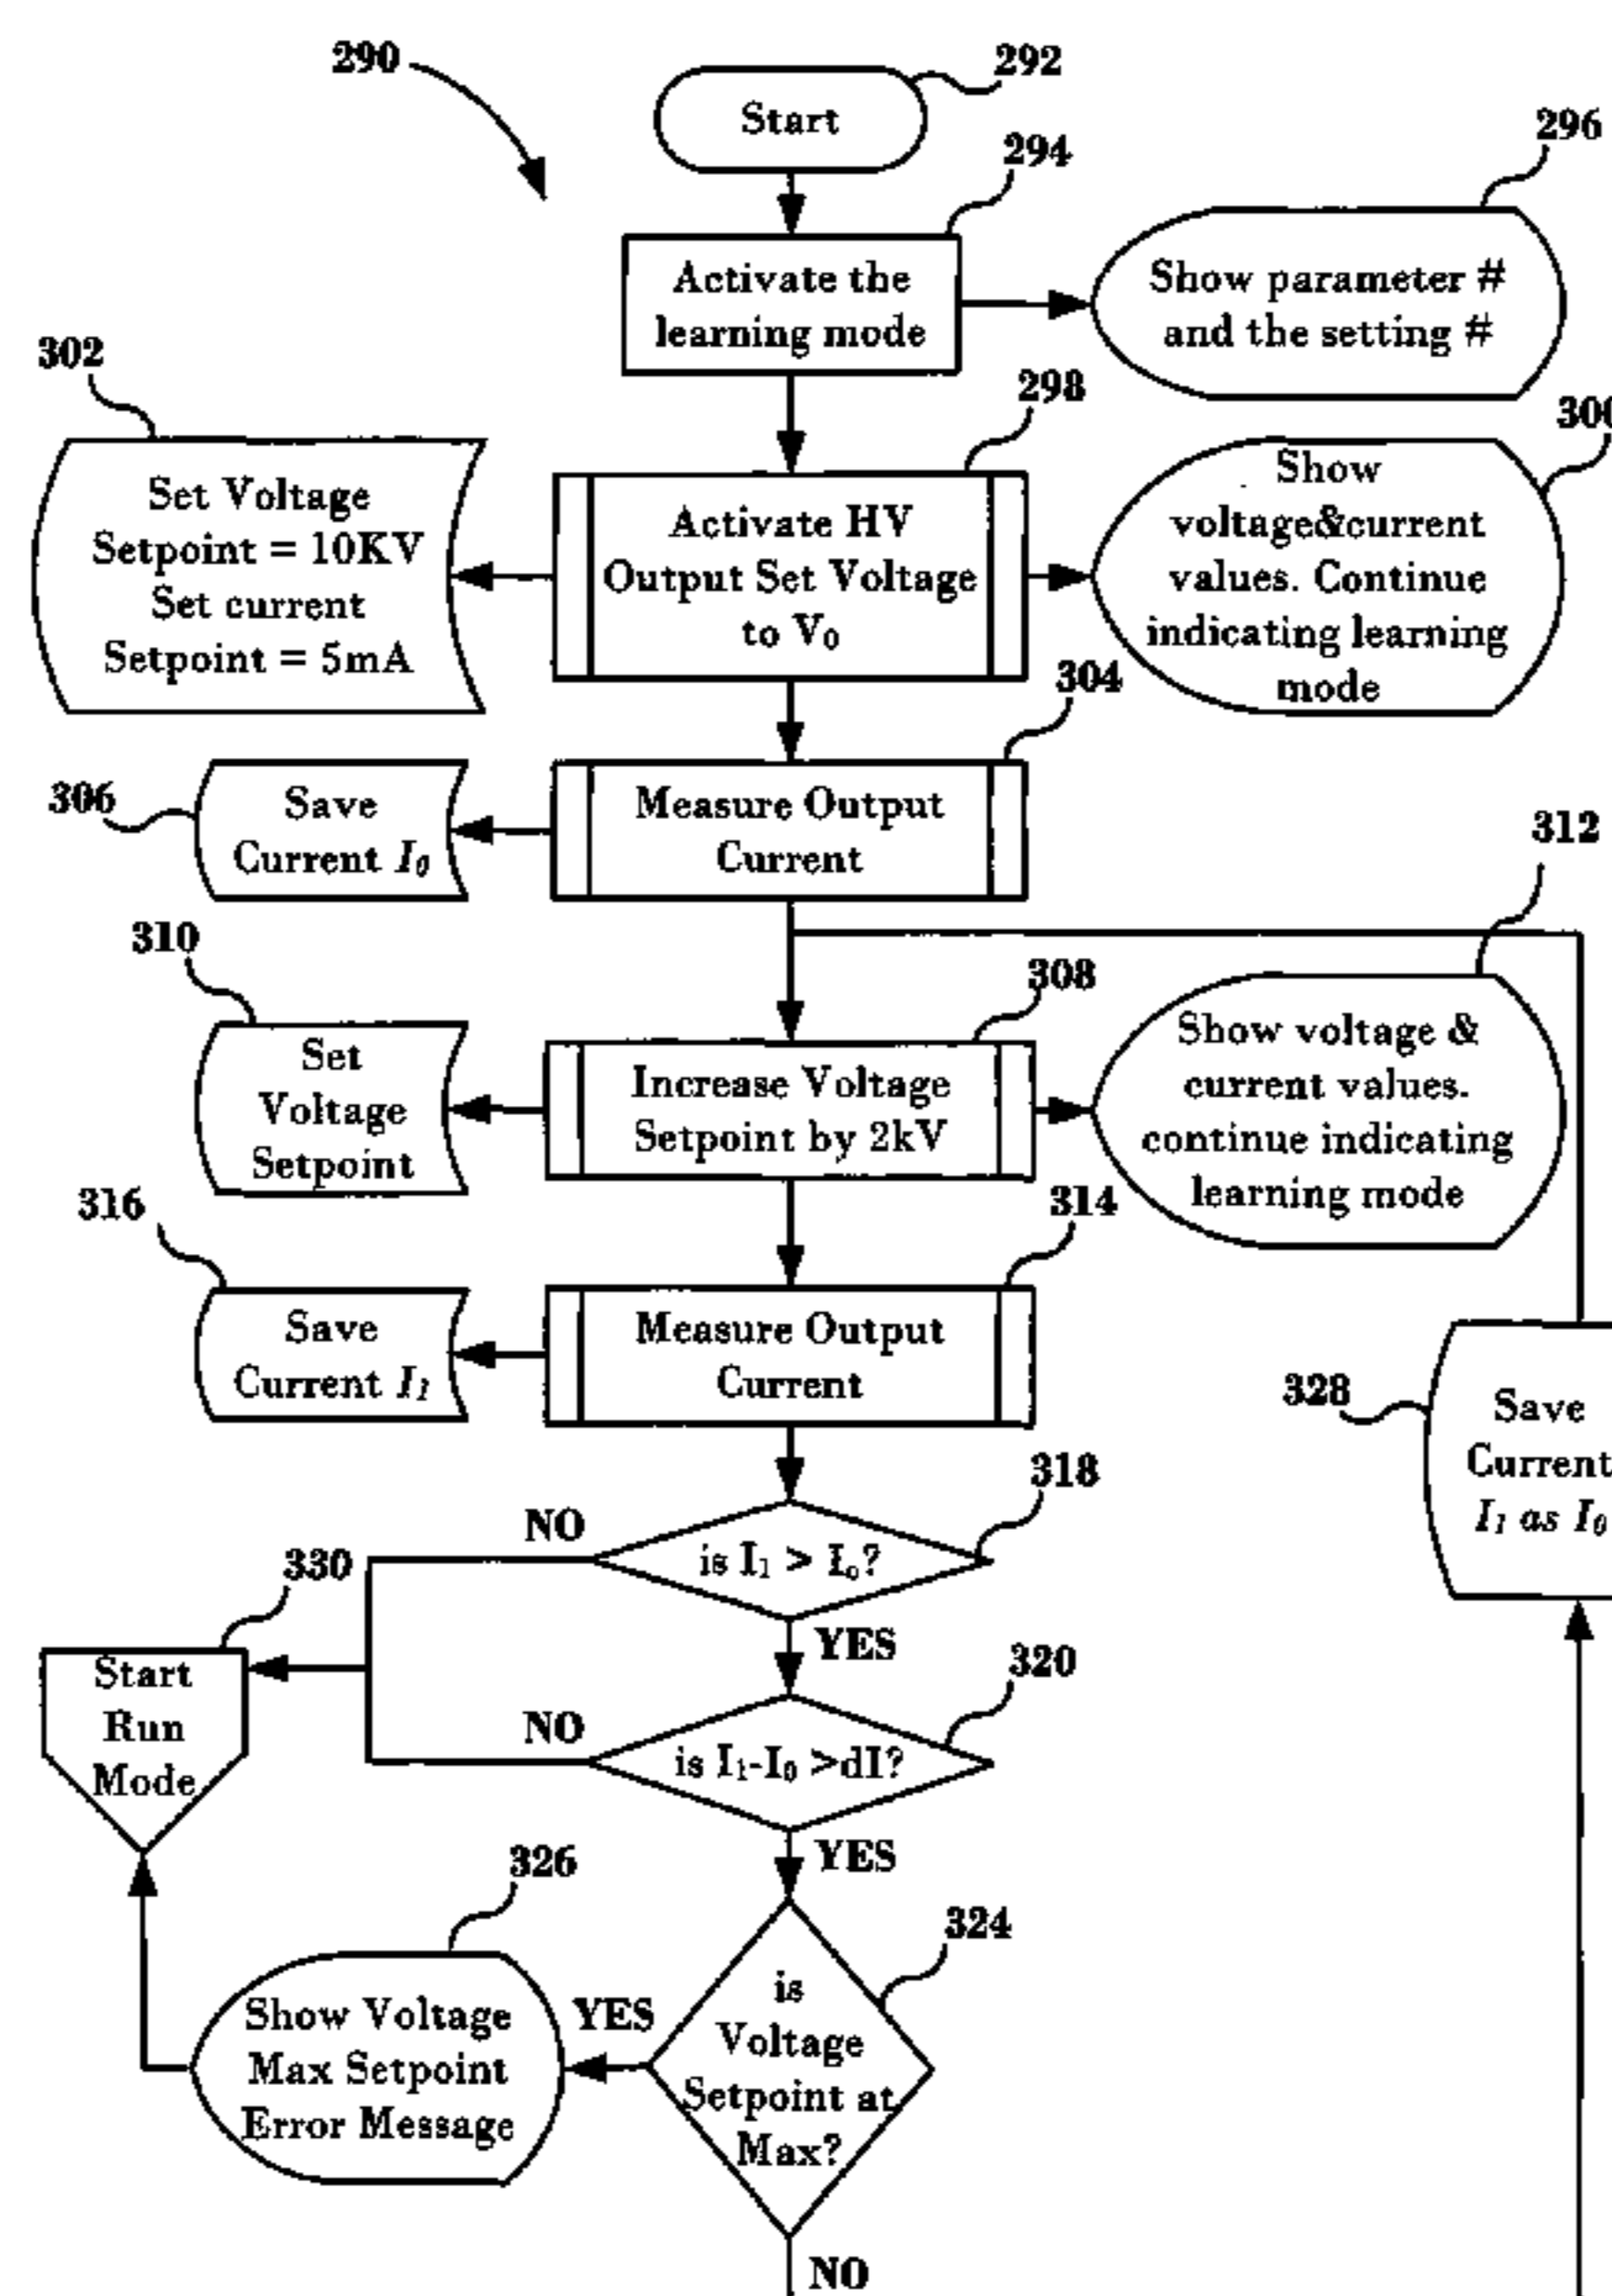 290
292
Start
294
296
Activate the
learning mode
Show parameter #
and the setting #
302
298
Set Voltage
Setpoint = 10KV
Set current
Setpoint = 5mA
Activate HV
Output Set Voltage
to V₀
Show
voltage&current
values. Continue
indicating learning
mode
304
306
Save
Current I₀
Measure Output
Current
312
310
308
Set
Voltage
Setpoint
Increase Voltage
Setpoint by 2kV
Show voltage &
current values.
continue indicating
learning mode
316
314
Save
Current I₁
Measure Output
Current
328
Save
Current
I₁ as I₀
318
NO
is I₁ > I₀?
330
YES
Start
Run
Mode
320
NO
is I₁-I₀ >dI?
YES
326
324
Show Voltage
Max Setpoint
Error Message
YES
is
Voltage
Setpoint at
Max?
NO